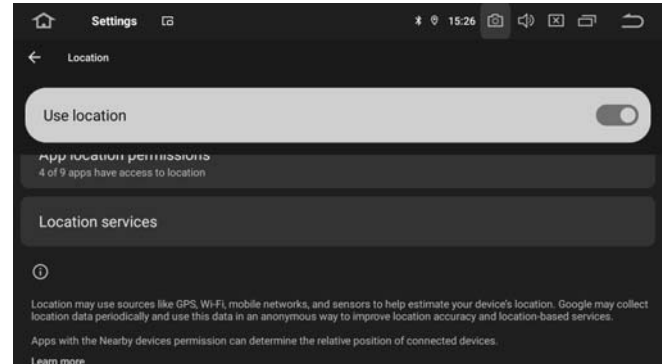 Settings
15:26
Location
Use location
App location permissions
4 of 9 apps have access to location
Location services
Location may use sources like GPS, Wi-Fi, mobile networks, and sensors to help estimate your device's location. Google may collect
location data periodically and use this data in an anonymous way to improve location accuracy and location-based services.
Apps with the Nearby devices permission can determine the relative position of connected devices.
Learn more